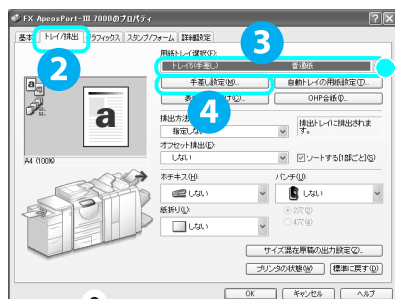 FX ApeosPort-III 7000のプロパティ
基本 トレイ/排出 グラフィックス スタンプ/フォーム 詳細設定
2
3
4
用紙トレイ選択(F):
トレイ5(手差し) 普通紙
手差し設定(M)... 自動トレイの用紙設定(T)...
OHP合紙(I)...
排出方法
指定しない
排出トレイに排出されます。
オフセット排出(E):
しない
ソートする[1部ごと](S)
A4 (100%)
ホチキス(H):
しない
パンチ(U):
しない
紙折り(L):
しない
2穴(2)
4穴(4)
サイズ混在原稿の出力設定(Z)...
プリンタの状態(W) 標準に戻す(D)
OK キャンセル ヘルプ